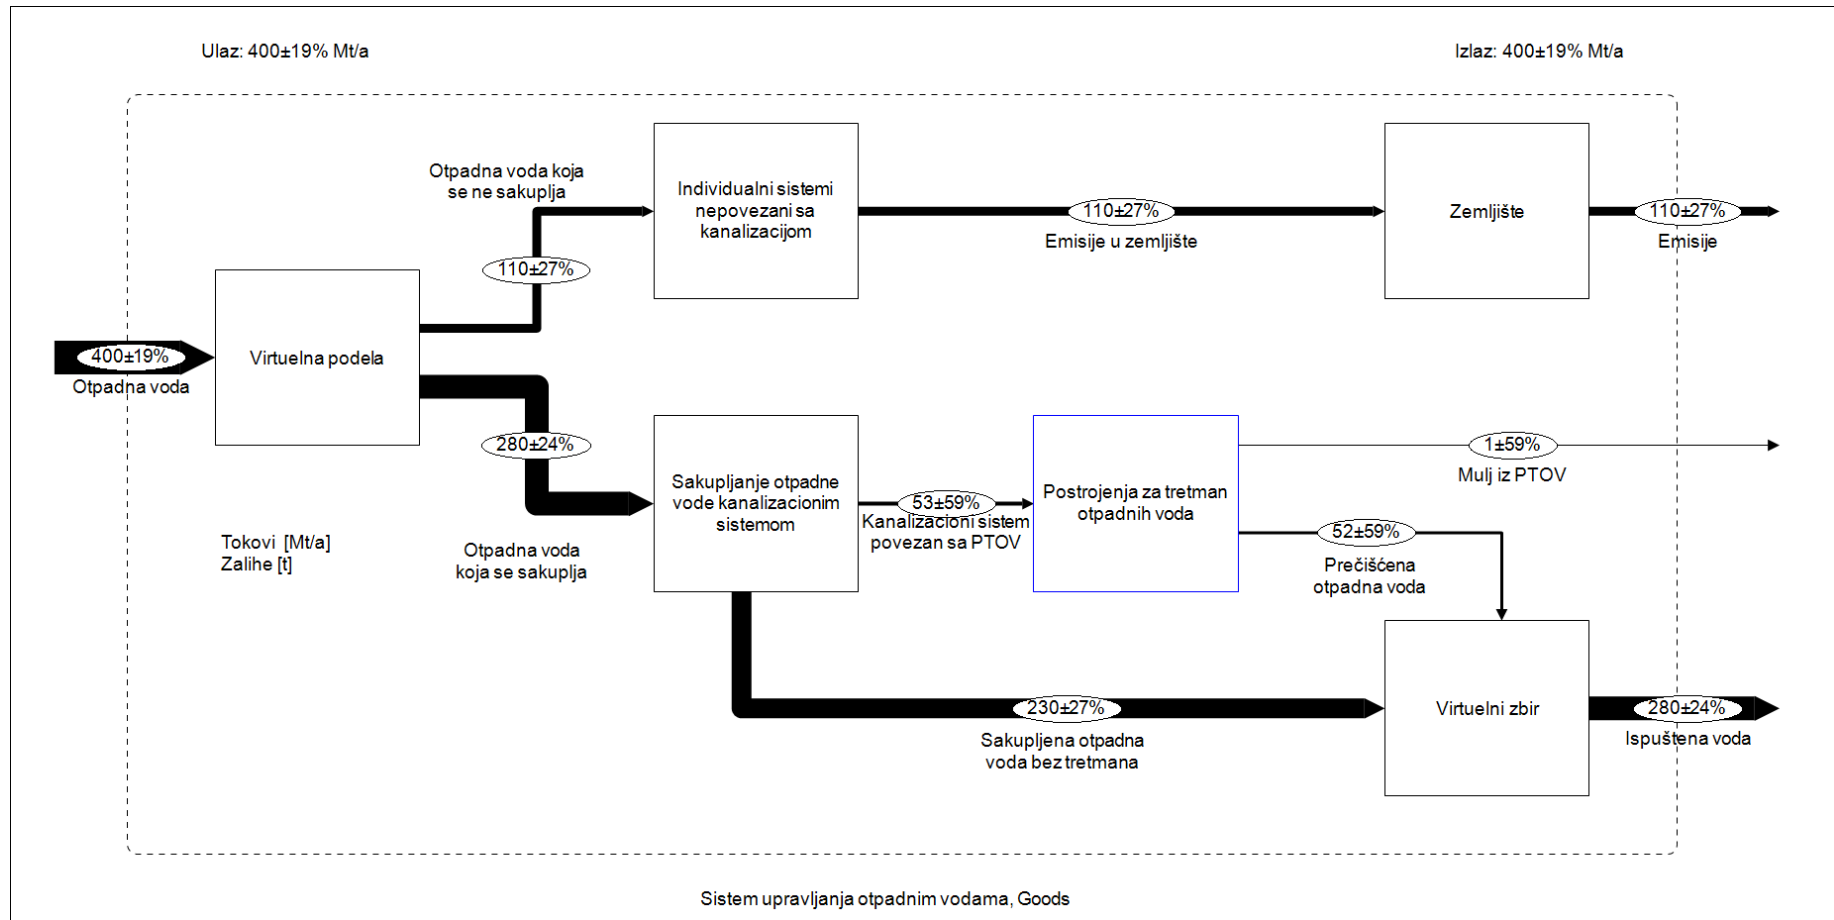 Ulaz: 400±19% Mt/a
Izlaz: 400±19% Mt/a
Otpadna voda koja
se ne sakuplja
110±27%
Individualni sistemi
nepovezani sa
kanalizacijom
110±27%
Emisije u zemljište
Zemljište
110±27%
Emisije
400±19%
Otpadna voda
Virtuelna podela
280±24%
Otpadna voda
koja se sakuplja
Tokovi [Mt/a]
Zalihe [t]
Sakupljanje otpadne
vode kanalizacionim
sistemom
53±59%
Kanalizacioni sistem
povezan sa PTOV
Postrojenja za tretman
otpadnih voda
1±59%
Mulj iz PTOV
52±59%
Prečišćena
otpadna voda
230±27%
Sakupljena otpadna
voda bez tretmana
Virtuelni zbir
280±24%
Ispuštena voda
Sistem upravljanja otpadnim vodama, Goods